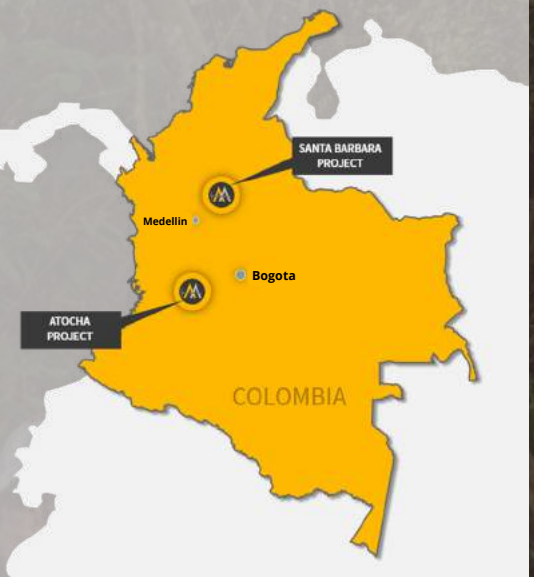 SANTA BARBARA
PROJECT
Medellin
Bogota
ATOCHA
PROJECT
COLOMBIA